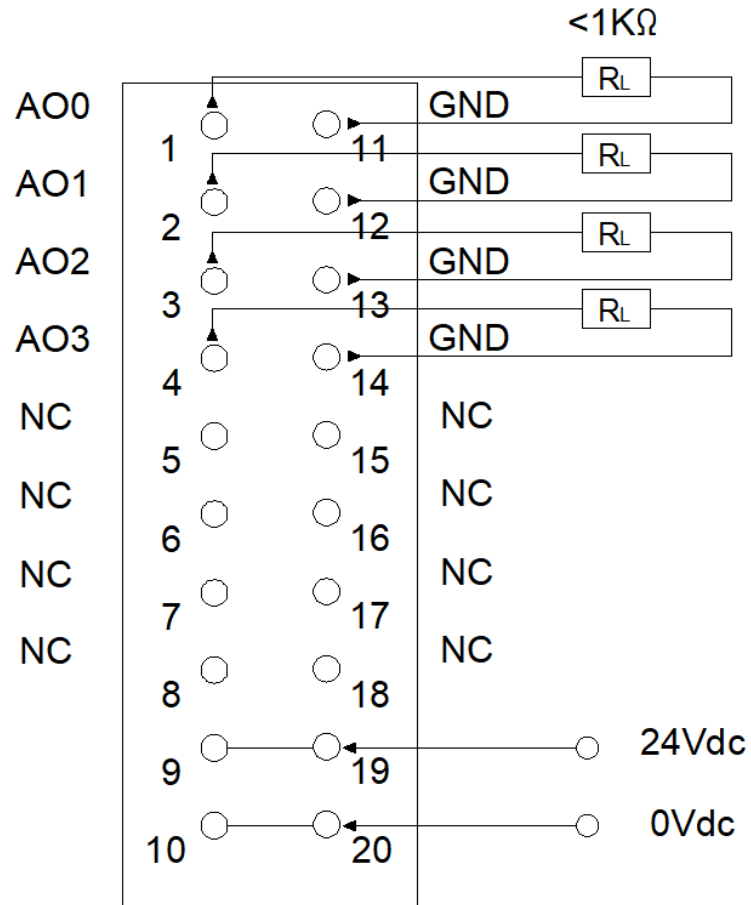 <1KΩ
AO0 1 11 GND RL
AO1 2 12 GND RL
AO2 3 13 GND RL
AO3 4 14 GND RL
NC 5 15 NC
NC 6 16 NC
NC 7 17 NC
NC 8 18 NC
9 19 24Vdc
10 20 0Vdc